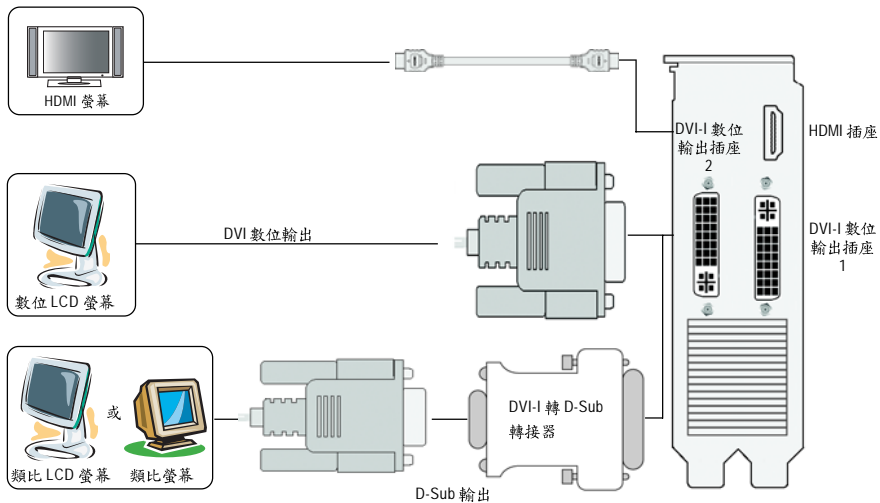 HDMI 螢幕
DVI-I 數位
輸出插座
2
HDMI 插座
DVI 數位輸出
DVI-I 數位
輸出插座
1
數位 LCD 螢幕
或
DVI-I 轉 D-Sub
轉接器
類比 LCD 螢幕
類比螢幕
D-Sub 輸出